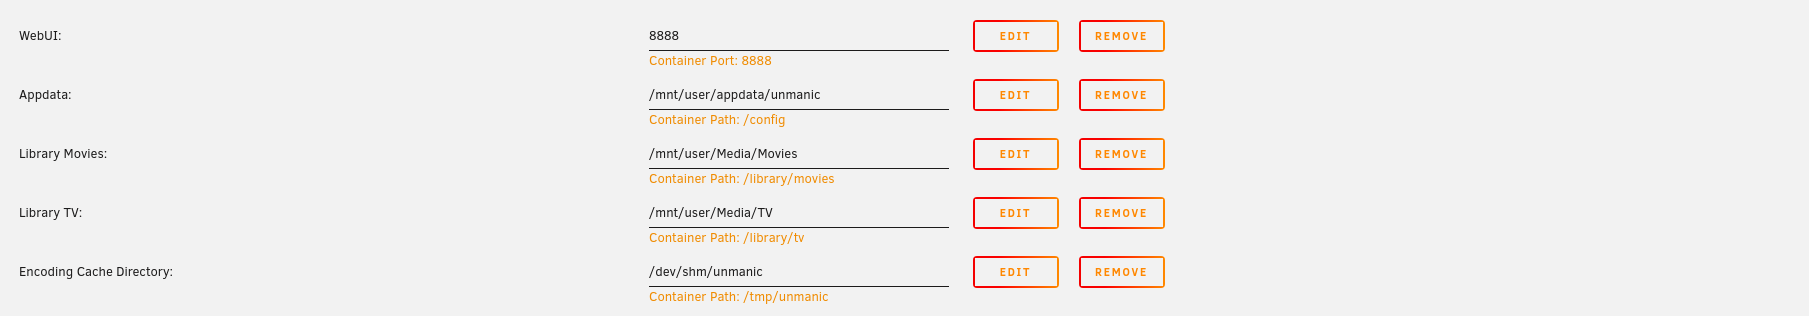 WebUI: 8888 EDIT REMOVE
Container Port: 8888
Appdata: /mnt/user/appdata/unmanic EDIT REMOVE
Container Path: /config
Library Movies: /mnt/user/Media/Movies EDIT REMOVE
Container Path: /library/movies
Library TV: /mnt/user/Media/TV EDIT REMOVE
Container Path: /library/tv
Encoding Cache Directory: /dev/shm/unmanic EDIT REMOVE
Container Path: /tmp/unmanic